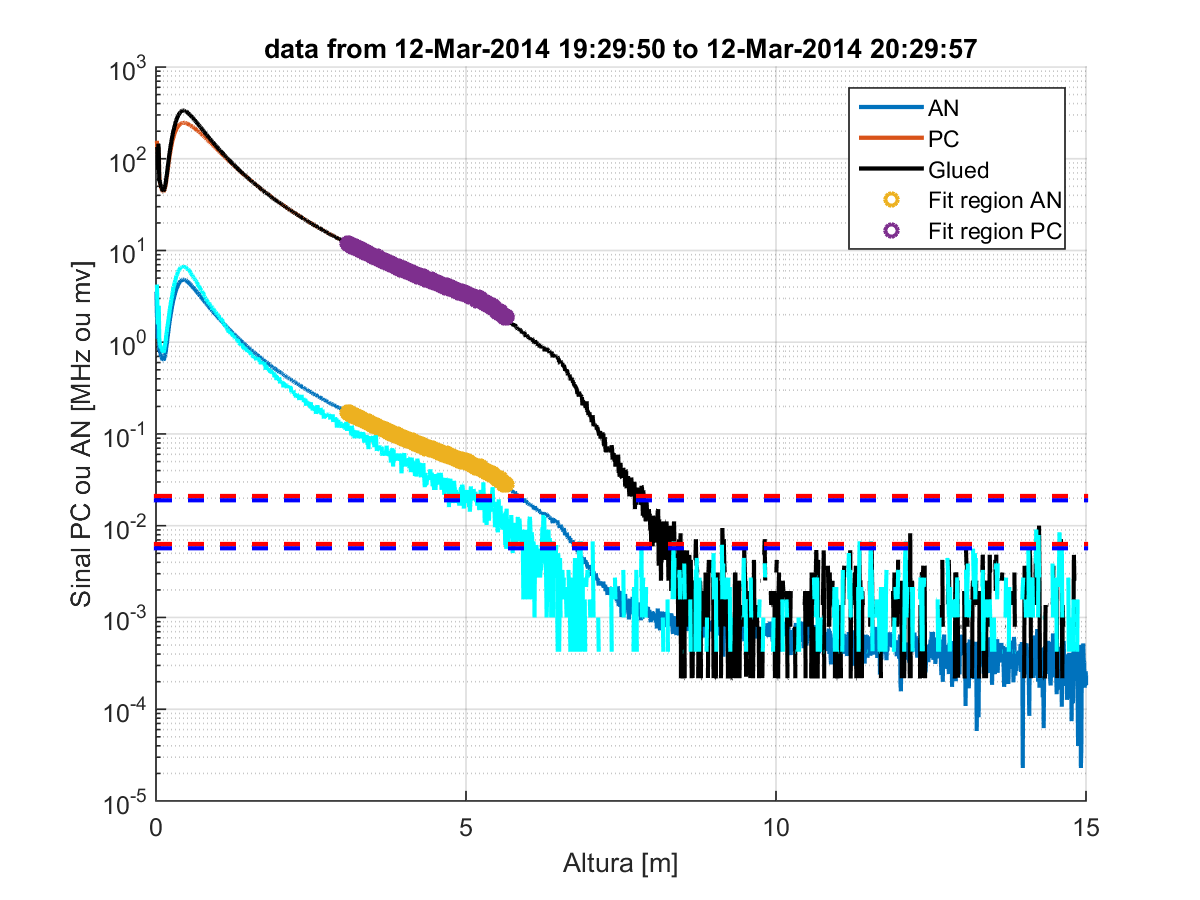 data from 12-Mar-2014 19:29:50 to 12-Mar-2014 20:29:57
AN
PC
Glued
Fit region AN
Fit region PC
Sinal PC ou AN [MHz ou mv]
10^3
10^2
10^1
10^0
10^-1
10^-2
10^-3
10^-4
10^-5
0 5 10 15
Altura [m]